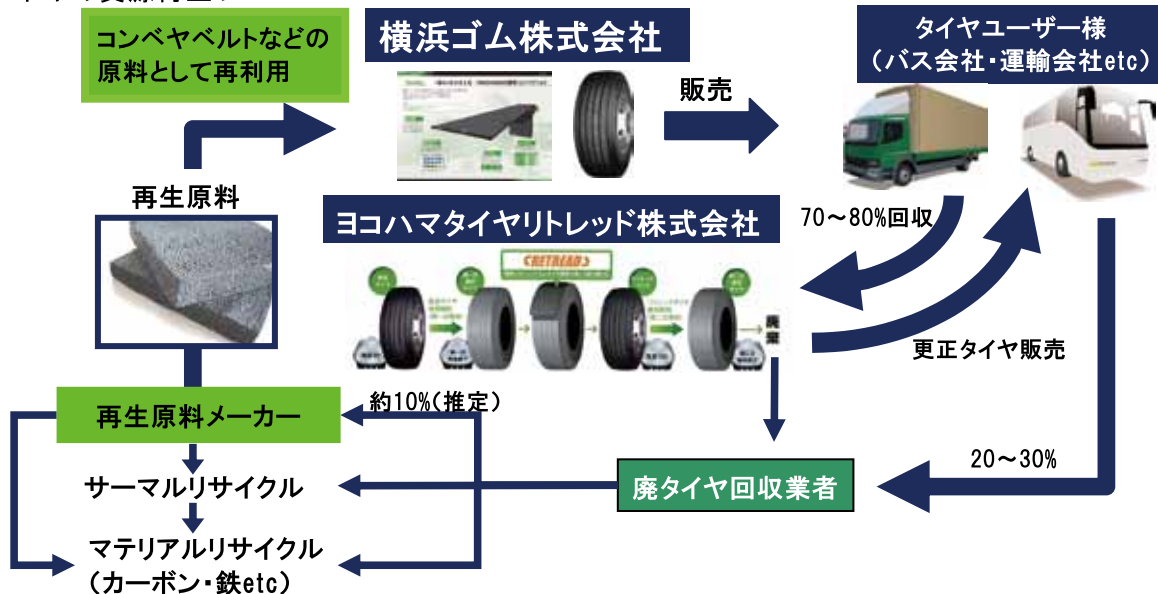 コンベヤベルトなどの
原料として再利用
横浜ゴム株式会社
タイヤユーザー様
（バス会社・運輸会社etc）
販売
再生原料
ヨコハマタイヤリトレッド株式会社
70～80%回収
CRETREAD
廃棄
更正タイヤ販売
約10%（推定）
再生原料メーカー
20～30%
サーマルリサイクル
廃タイヤ回収業者
マテリアルリサイクル
（カーボン・鉄etc）